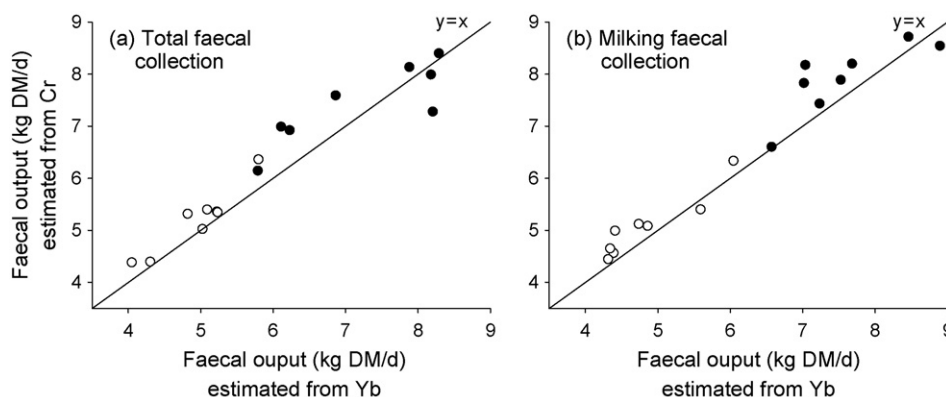 y=x
(a) Total faecal
collection
9
8
7
6
5
4
4 5 6 7 8 9
Faecal output (kg DM/d)
estimated from Cr
Faecal ouput (kg DM/d)
estimated from Yb
y=x
(b) Milking faecal
collection
9
8
7
6
5
4
4 5 6 7 8 9
Faecal ouput (kg DM/d)
estimated from Yb